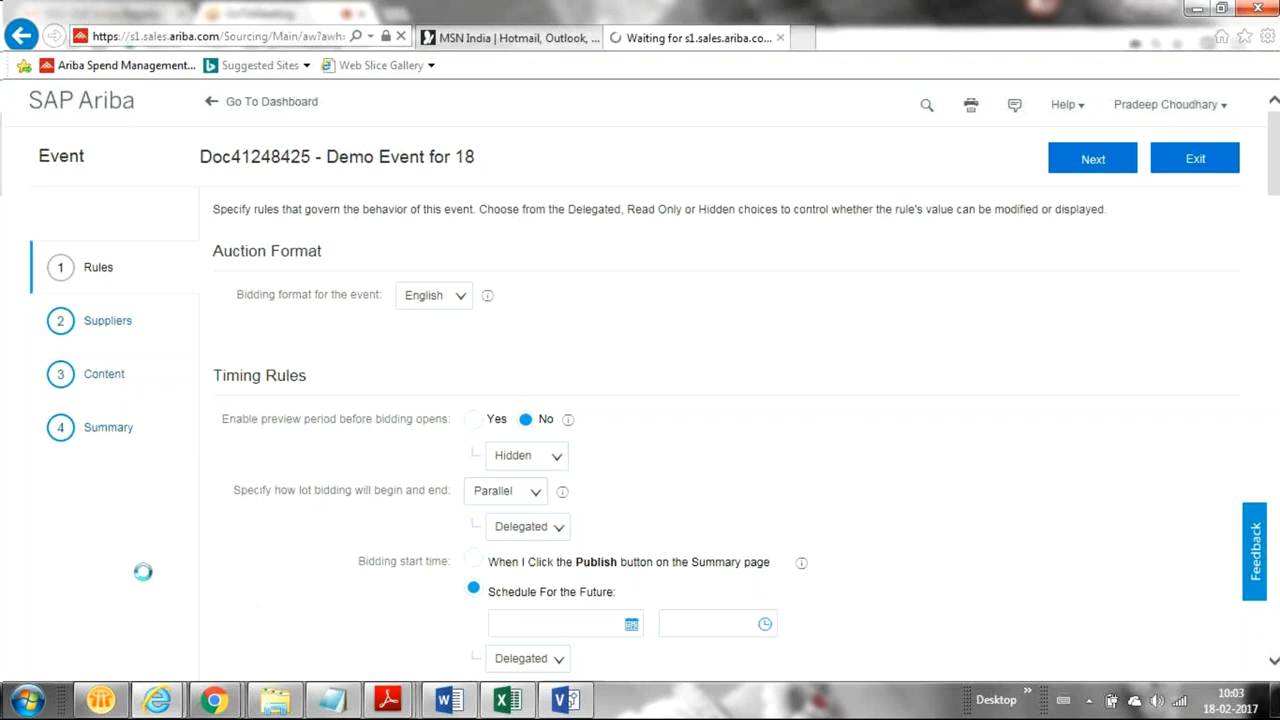 https://s1.sales.ariba.com/Sourcing/Main/aw?awh:
MSN India | Hotmail, Outlook, ...
Waiting for s1.sales.ariba.co...
Ariba Spend Management...
Suggested Sites
Web Slice Gallery
SAP Ariba
Go To Dashboard
Help
Pradeep Choudhary
Event
Doc41248425 - Demo Event for 18
Next
Exit
Specify rules that govern the behavior of this event. Choose from the Delegated, Read Only or Hidden choices to control whether the rule's value can be modified or displayed.
1 Rules
2 Suppliers
3 Content
4 Summary
Auction Format
Bidding format for the event: English
Timing Rules
Enable preview period before bidding opens: Yes No
Hidden
Specify how lot bidding will begin and end: Parallel
Delegated
Bidding start time: When I Click the Publish button on the Summary page
Schedule For the Future:
Delegated
Feedback
Desktop
10:03
18-02-2017